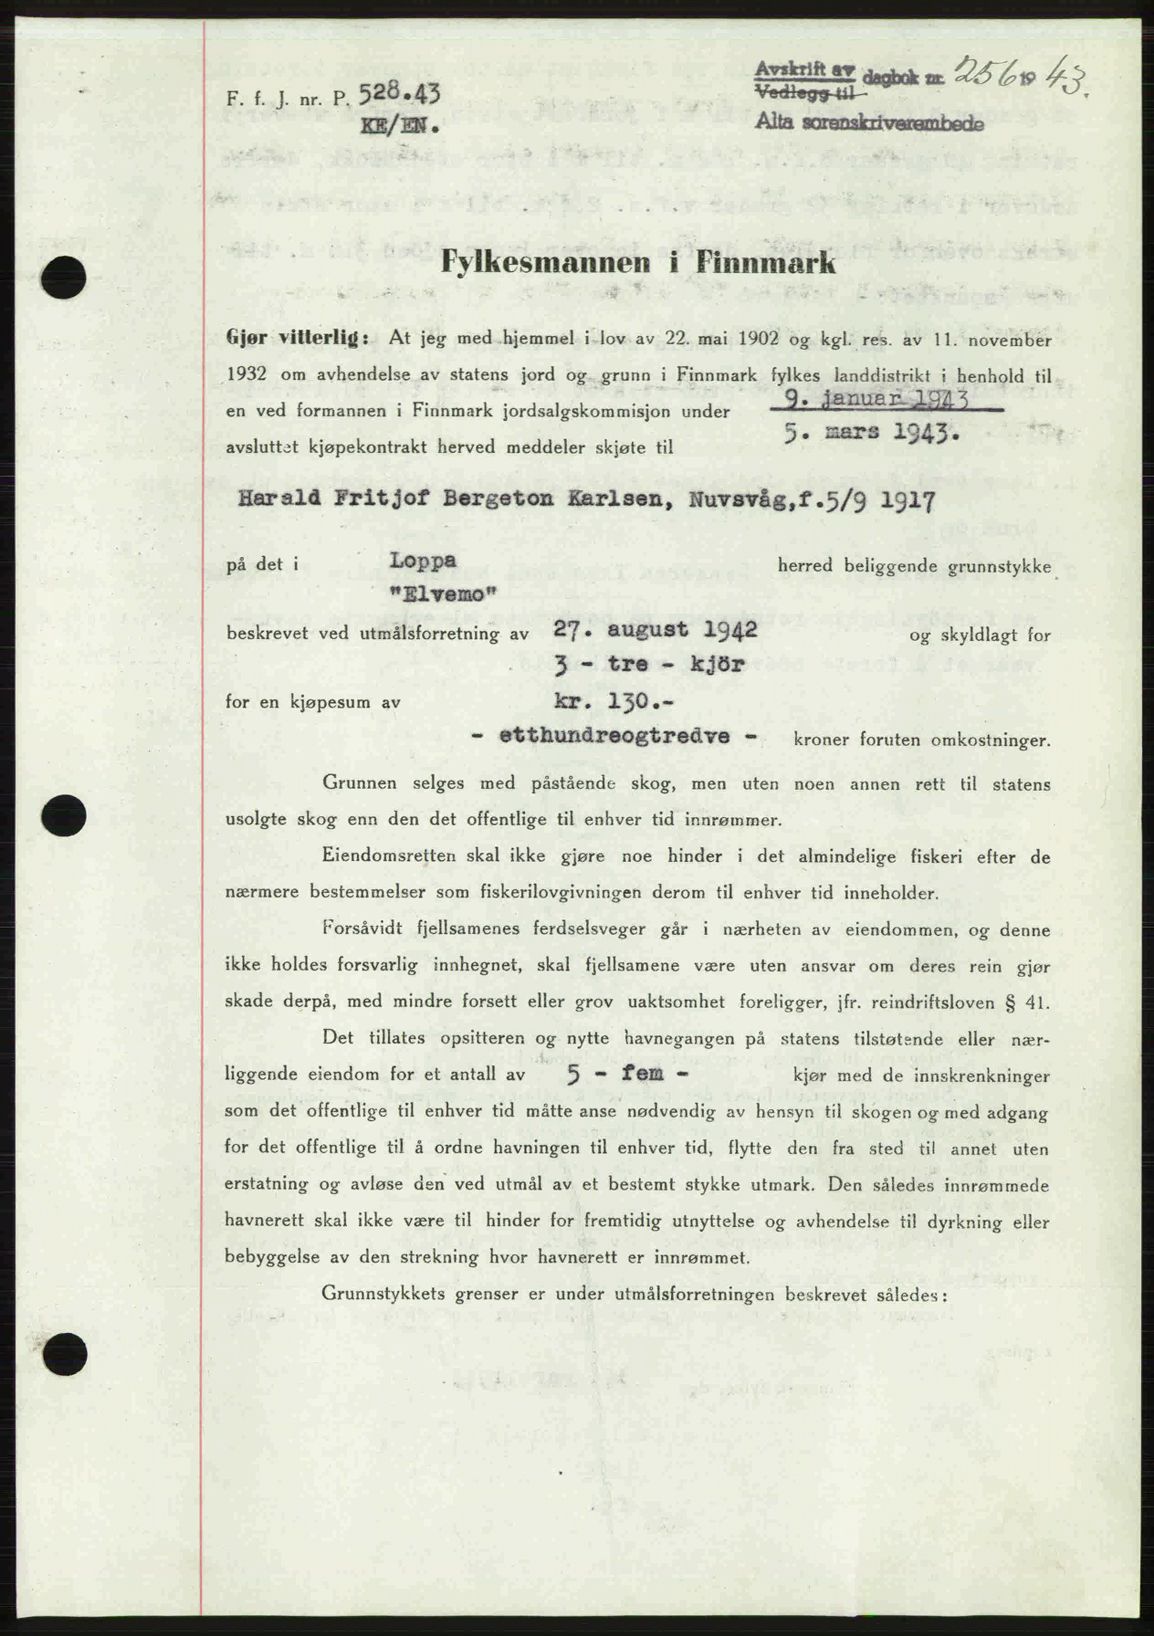 Avskrift av dagbok nr. 256 1943.
Vedlegg til
Alta sorenskriverembede
F. f. J. nr. P. 528.43
KE/EN.
Fylkesmannen i Finnmark
Gjør vitterlig: At jeg med hjemmel i lov av 22. mai 1902 og kgl. res. av 11. november
1932 om avhendelse av statens jord og grunn i Finnmark fylkes landdistrikt i henhold til
en ved formannen i Finnmark jordsalgskommisjon under 9. januar 1943
5. mars 1943.
avsluttet kjøpekontrakt herved meddeler skjøte til
Harald Fritjof Bergeton Karlsen, Nuvsvåg,f.5/9 1917
på det i Loppa herred beliggende grunnstykke
"Elvemo"
beskrevet ved utmålsforretning av 27. august 1942 og skyldlagt for
3 - tre - kjör
for en kjøpesum av kr. 130.-
- etthundreogtredve - kroner foruten omkostninger.
Grunnen selges med påstående skog, men uten noen annen rett til statens
usolgte skog enn den det offentlige til enhver tid innrømmer.
Eiendomsretten skal ikke gjøre noe hinder i det almindelige fiskeri efter de
nærmere bestemmelser som fiskerilovgivningen derom til enhver tid inneholder.
Forsåvidt fjellsamenes ferdselsveger går i nærheten av eiendommen, og denne
ikke holdes forsvarlig innhegnet, skal fjellsamene være uten ansvar om deres rein gjør
skade derpå, med mindre forsett eller grov uaktsomhet foreligger, jfr. reindriftsloven § 41.
Det tillates opsitteren og nytte havnegangen på statens tilstøtende eller nær-
liggende eiendom for et antall av 5 - fem - kjør med de innskrenkninger
som det offentlige til enhver tid måtte anse nødvendig av hensyn til skogen og med adgang
for det offentlige til å ordne havningen til enhver tid, flytte den fra sted til annet uten
erstatning og avløse den ved utmål av et bestemt stykke utmark. Den således innrømmede
havnerett skal ikke være til hinder for fremtidig utnyttelse og avhendelse til dyrkning eller
bebyggelse av den strekning hvor havnerett er innrømmet.
Grunnstykkets grenser er under utmålsforretningen beskrevet således: